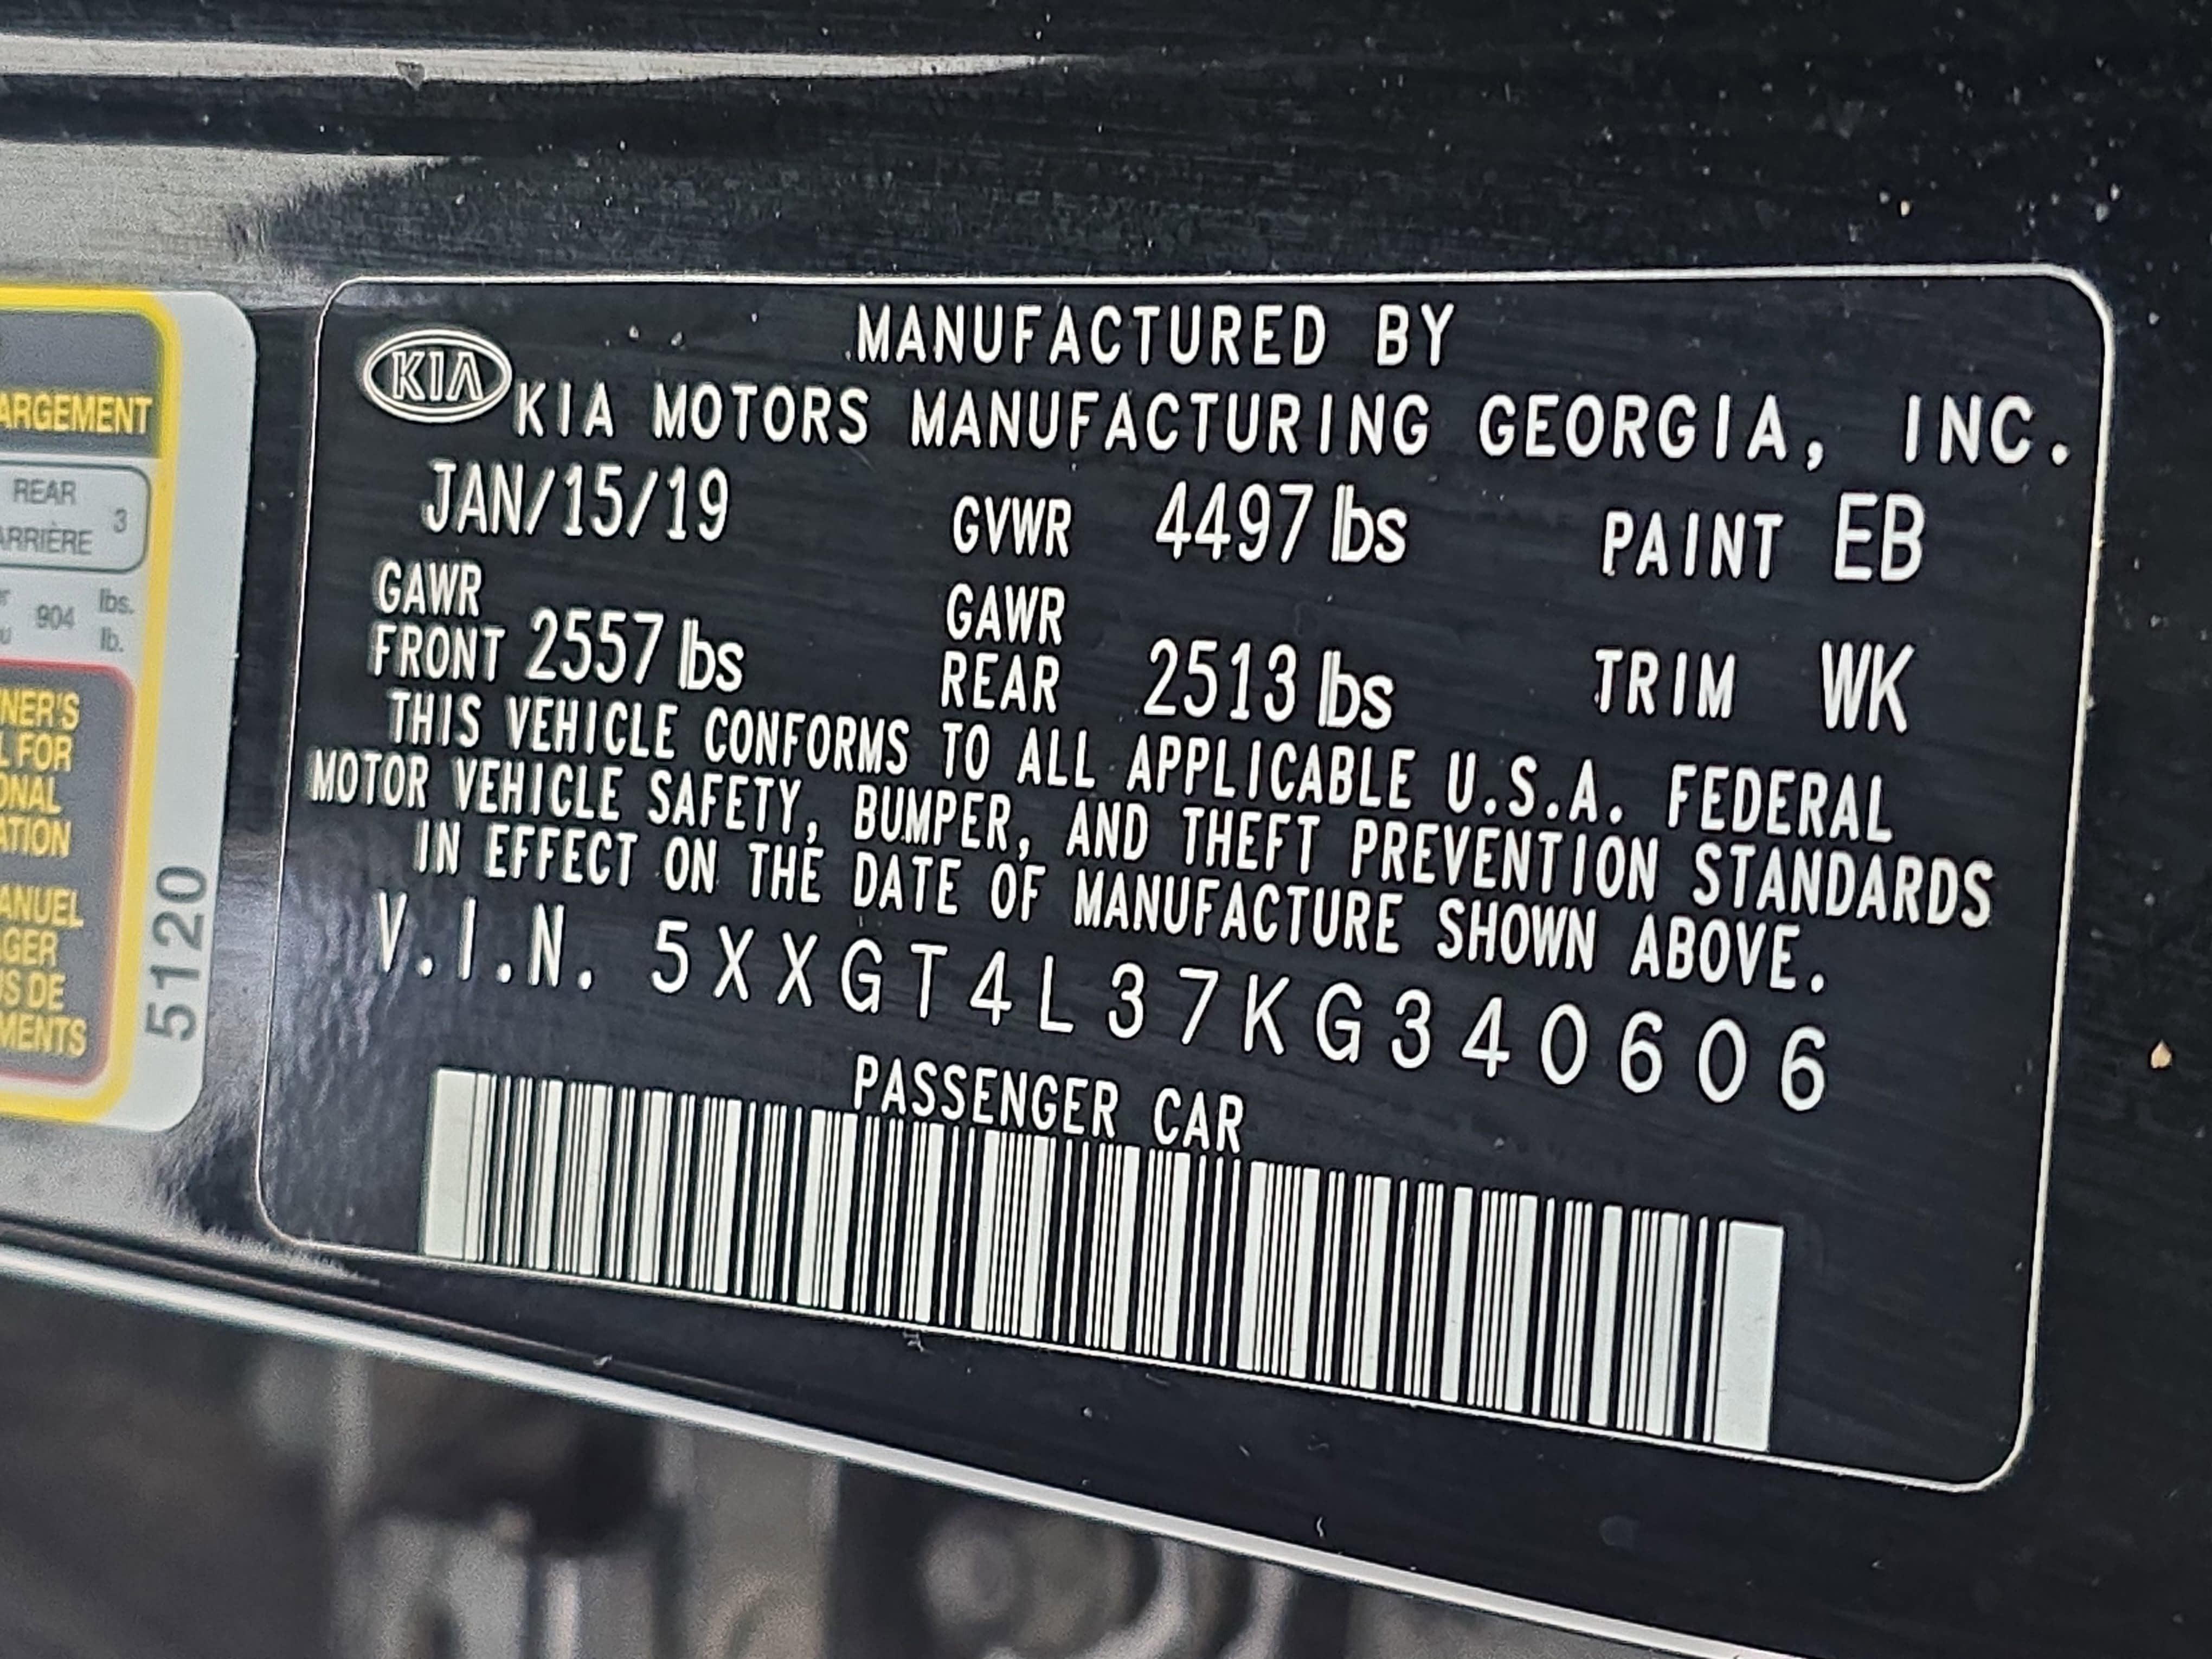 MANUFACTURED BY
KIA
KIA MOTORS MANUFACTURING GEORGIA, INC.
JAN/15/19 GVWR 4497 lbs PAINT EB
GAWR FRONT 2557 lbs GAWR REAR 2513 lbs TRIM WK
THIS VEHICLE CONFORMS TO ALL APPLICABLE U.S.A. FEDERAL
MOTOR VEHICLE SAFETY, BUMPER, AND THEFT PREVENTION STANDARDS
IN EFFECT ON THE DATE OF MANUFACTURE SHOWN ABOVE.
V.I.N. 5XXGT4L37KG340606
PASSENGER CAR
REAR 3
904 lbs.
lb.
FOR
DE
5120